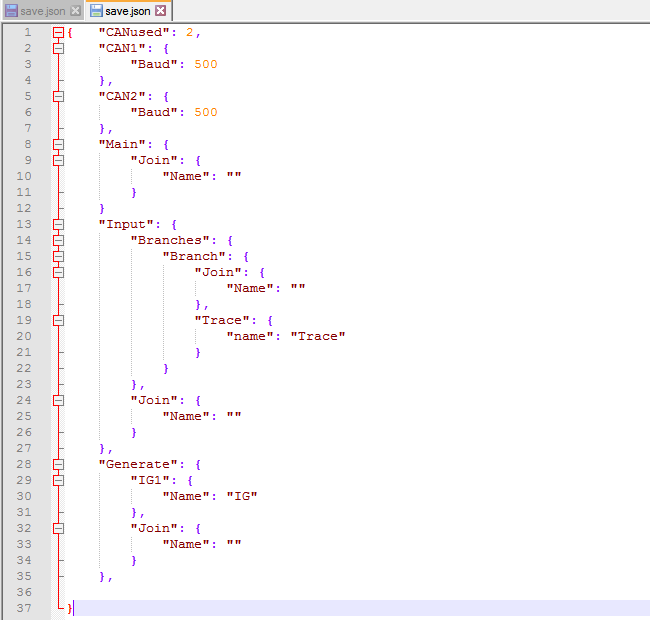 save.json save.json
1 { "CANused": 2,
2 "CAN1": {
3 "Baud": 500
4 },
5 "CAN2": {
6 "Baud": 500
7 },
8 "Main": {
9 "Join": {
10 "Name": ""
11 }
12 }
13 "Input": {
14 "Branches": {
15 "Branch": {
16 "Join": {
17 "Name": ""
18 },
19 "Trace": {
20 "name": "Trace"
21 }
22 }
23 },
24 "Join": {
25 "Name": ""
26 }
27 },
28 "Generate": {
29 "IG1": {
30 "Name": "IG"
31 },
32 "Join": {
33 "Name": ""
34 }
35 },
36
37 }